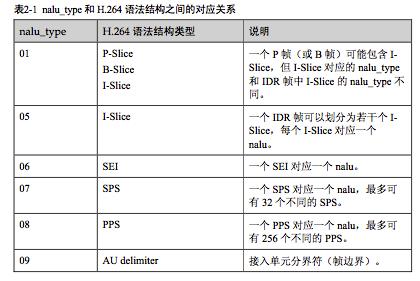 表2-1 nalu_type 和 H.264 语法结构之间的对应关系
nalu_type H.264 语法结构类型 说明
01 P-Slice 一个 P 帧（或 B 帧）可能包含 I-
B-Slice Slice，但 I-Slice 对应的 nalu_type
I-Slice 和 IDR 帧中 I-Slice 的 nalu_type 不
同。
05 I-Slice 一个 IDR 帧可以划分为若干个 I-
Slice，每个 I-Slice 对应一个
nalu。
06 SEI 一个 SEI 对应一个 nalu。
07 SPS 一个 SPS 对应一个 nalu，最多可
有 32 个不同的 SPS。
08 PPS 一个 PPS 对应一个 nalu，最多可
有 256 个不同的 PPS。
09 AU delimiter 接入单元分界符（帧边界）。